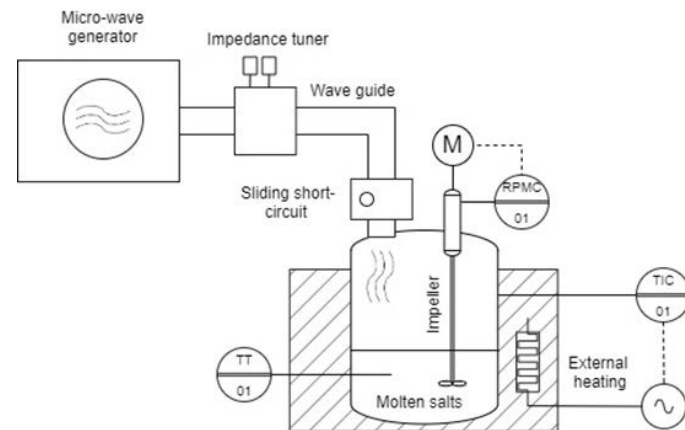 Micro-wave
generator
Impedance tuner
Wave guide
M
RPMC
01
Sliding short-
circuit
Impeller
TIC
01
TT
01
External
heating
Molten salts